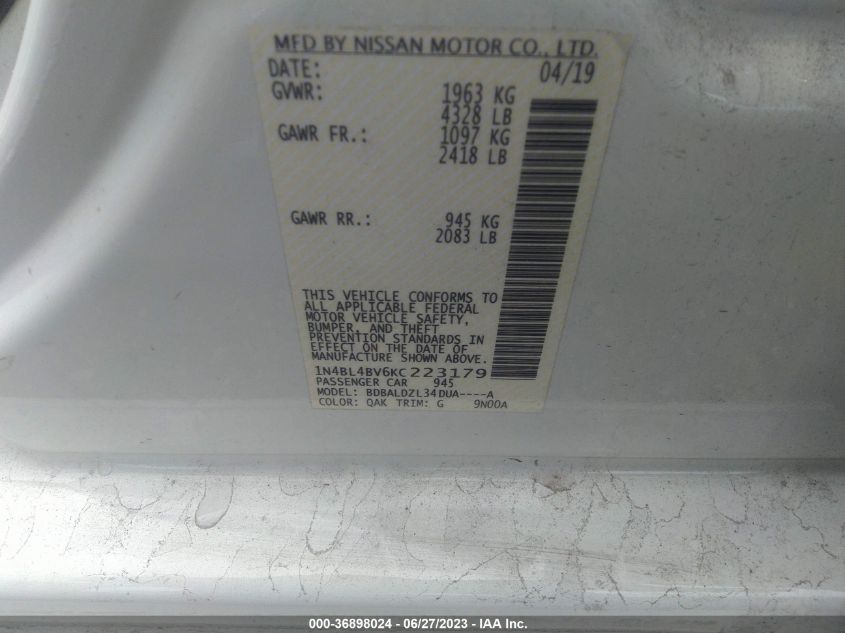 MFD BY NISSAN MOTOR CO., LTD.
DATE: 04/19
GVWR: 1963 KG
4328 LB
GAWR FR.: 1097 KG
2418 LB
GAWR RR.: 945 KG
2083 LB
THIS VEHICLE CONFORMS TO
ALL APPLICABLE FEDERAL
MOTOR VEHICLE SAFETY,
BUMPER, AND THEFT
PREVENTION STANDARDS IN
EFFECT ON THE DATE OF
MANUFACTURE SHOWN ABOVE.
1N4BL4BV6KC223179
PASSENGER CAR 945
MODEL: BDBALDZL34DUA----A
COLOR: QAK TRIM: G 9N00A
000-36898024 - 06/27/2023 - IAA Inc.